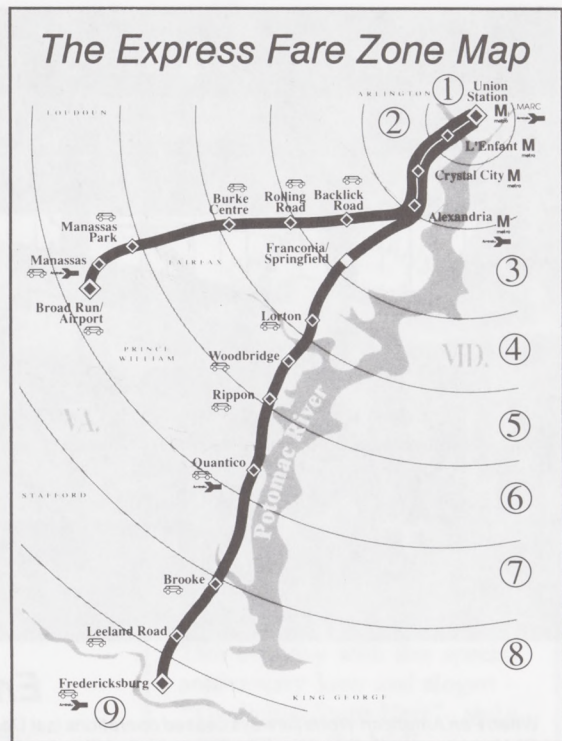 The Express Fare Zone Map
ARLINGTON
①
Union
Station
M
metro
MARC
LOUDOUN
②
L'Enfant
M
metro
Crystal City
M
metro
Burke
Centre
Rolling
Road
Backlick
Road
Alexandria
M
metro
Manassas
Park
Manassas
FAIRFAX
Franconia/
Springfield
③
Broad Run/
Airport
Lorton
PRINCE
WILLIAM
Woodbridge
④
MD.
Rippon
VA.
Potomac River
⑤
Quantico
STAFFORD
⑥
Brooke
⑦
Leeland Road
⑧
Fredericksburg
⑨
KING GEORGE